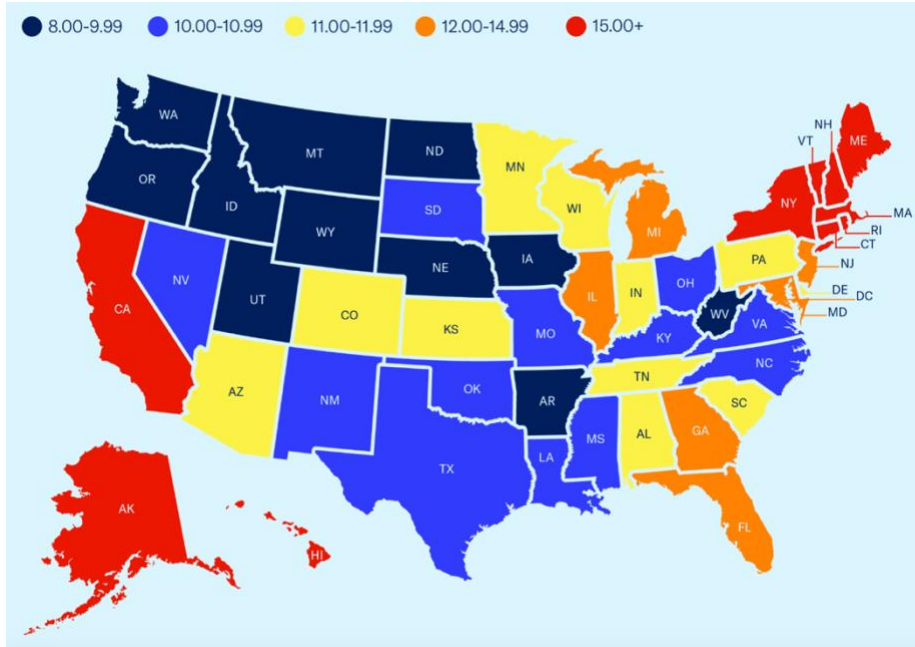 8.00-9.99 10.00-10.99 11.00-11.99 12.00-14.99 15.00+
NH
VT ME
WA
MT ND
MN
OR
ID SD WI NY MA
WY MI RI
CT
IA PA
NE NJ
NV OH
UT IL IN DE
DC
CO WV MD
CA KS MO VA
KY
NC
TN
AZ OK
NM AR SC
MS AL GA
LA
TX
AK
FL
HI